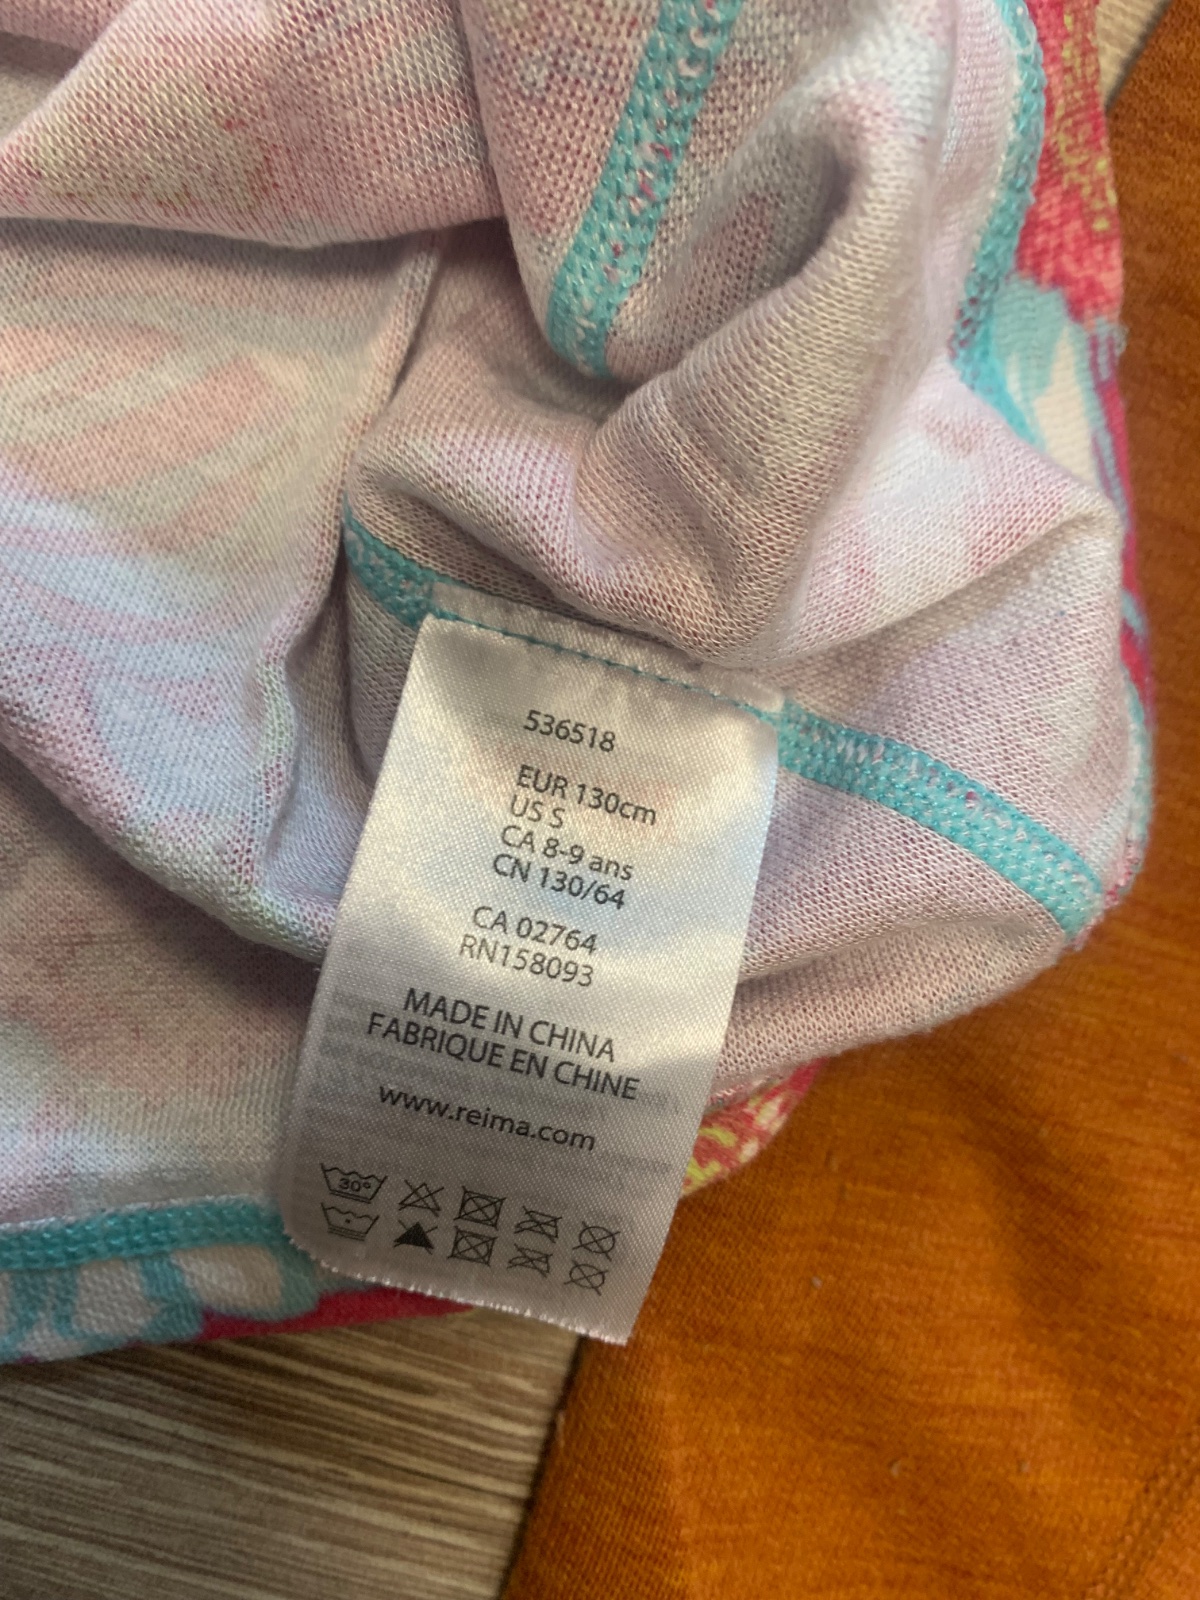 536518
EUR 130cm
US S
CA 8-9 ans
CN 130/64
CA 02764
RN158093
MADE IN CHINA
FABRIQUE EN CHINE
www.reima.com
30°